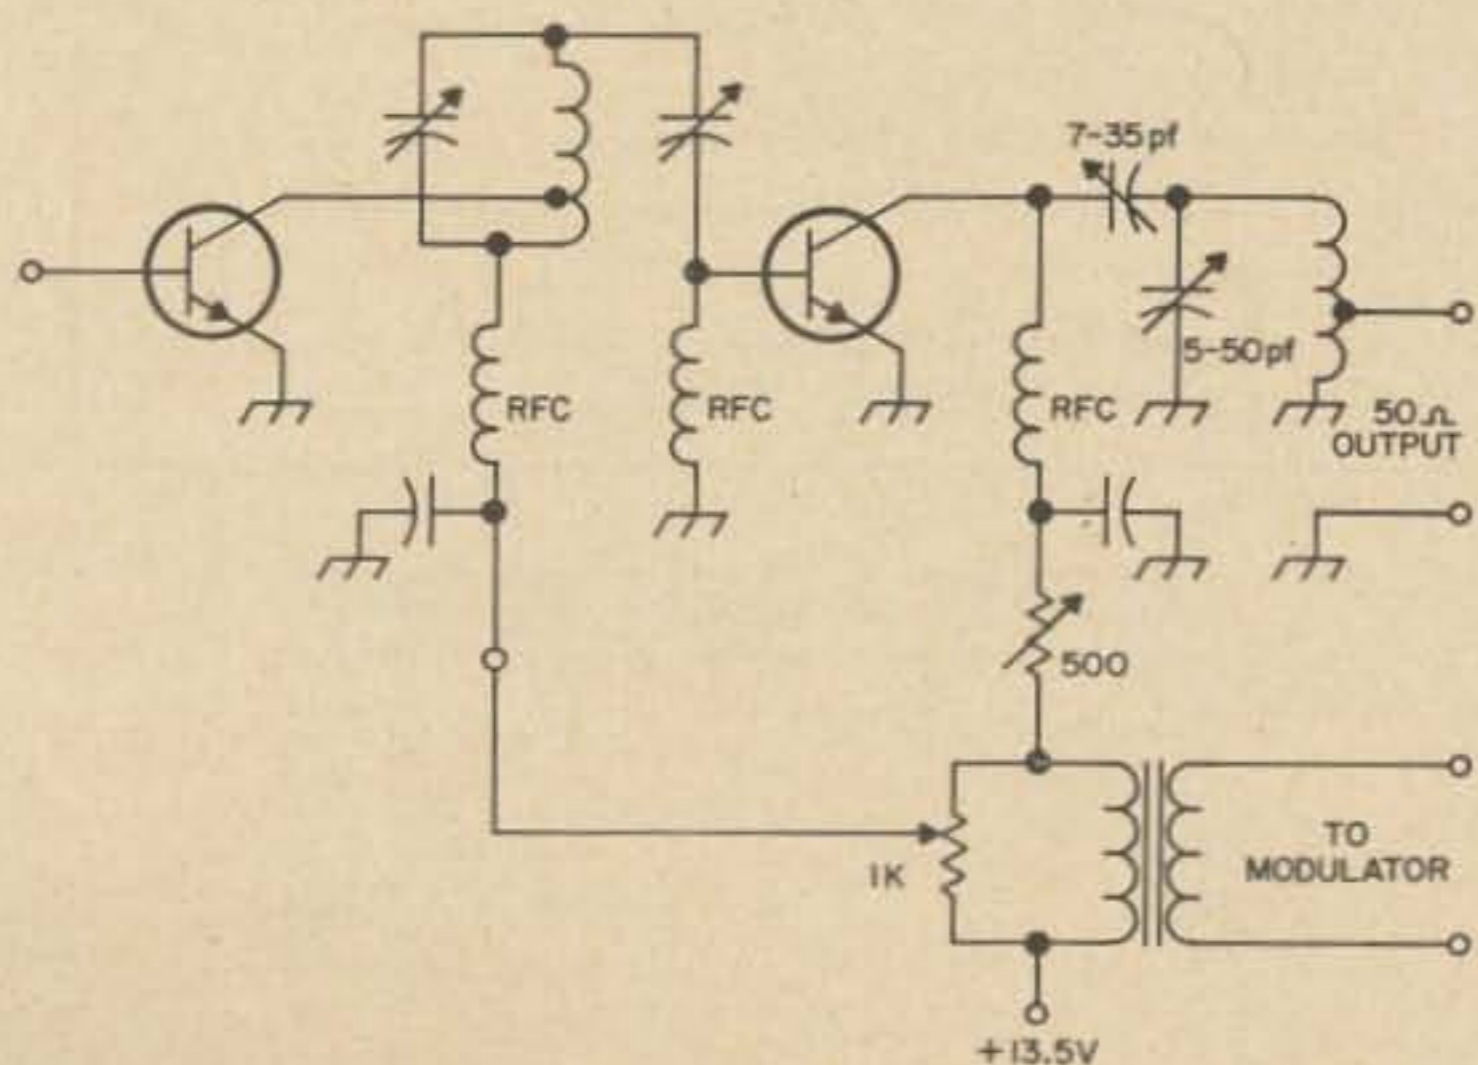 7-35pf
5-50pf
RFC
RFC
RFC
50Ω
OUTPUT
500
1K
TO
MODULATOR
+13.5V